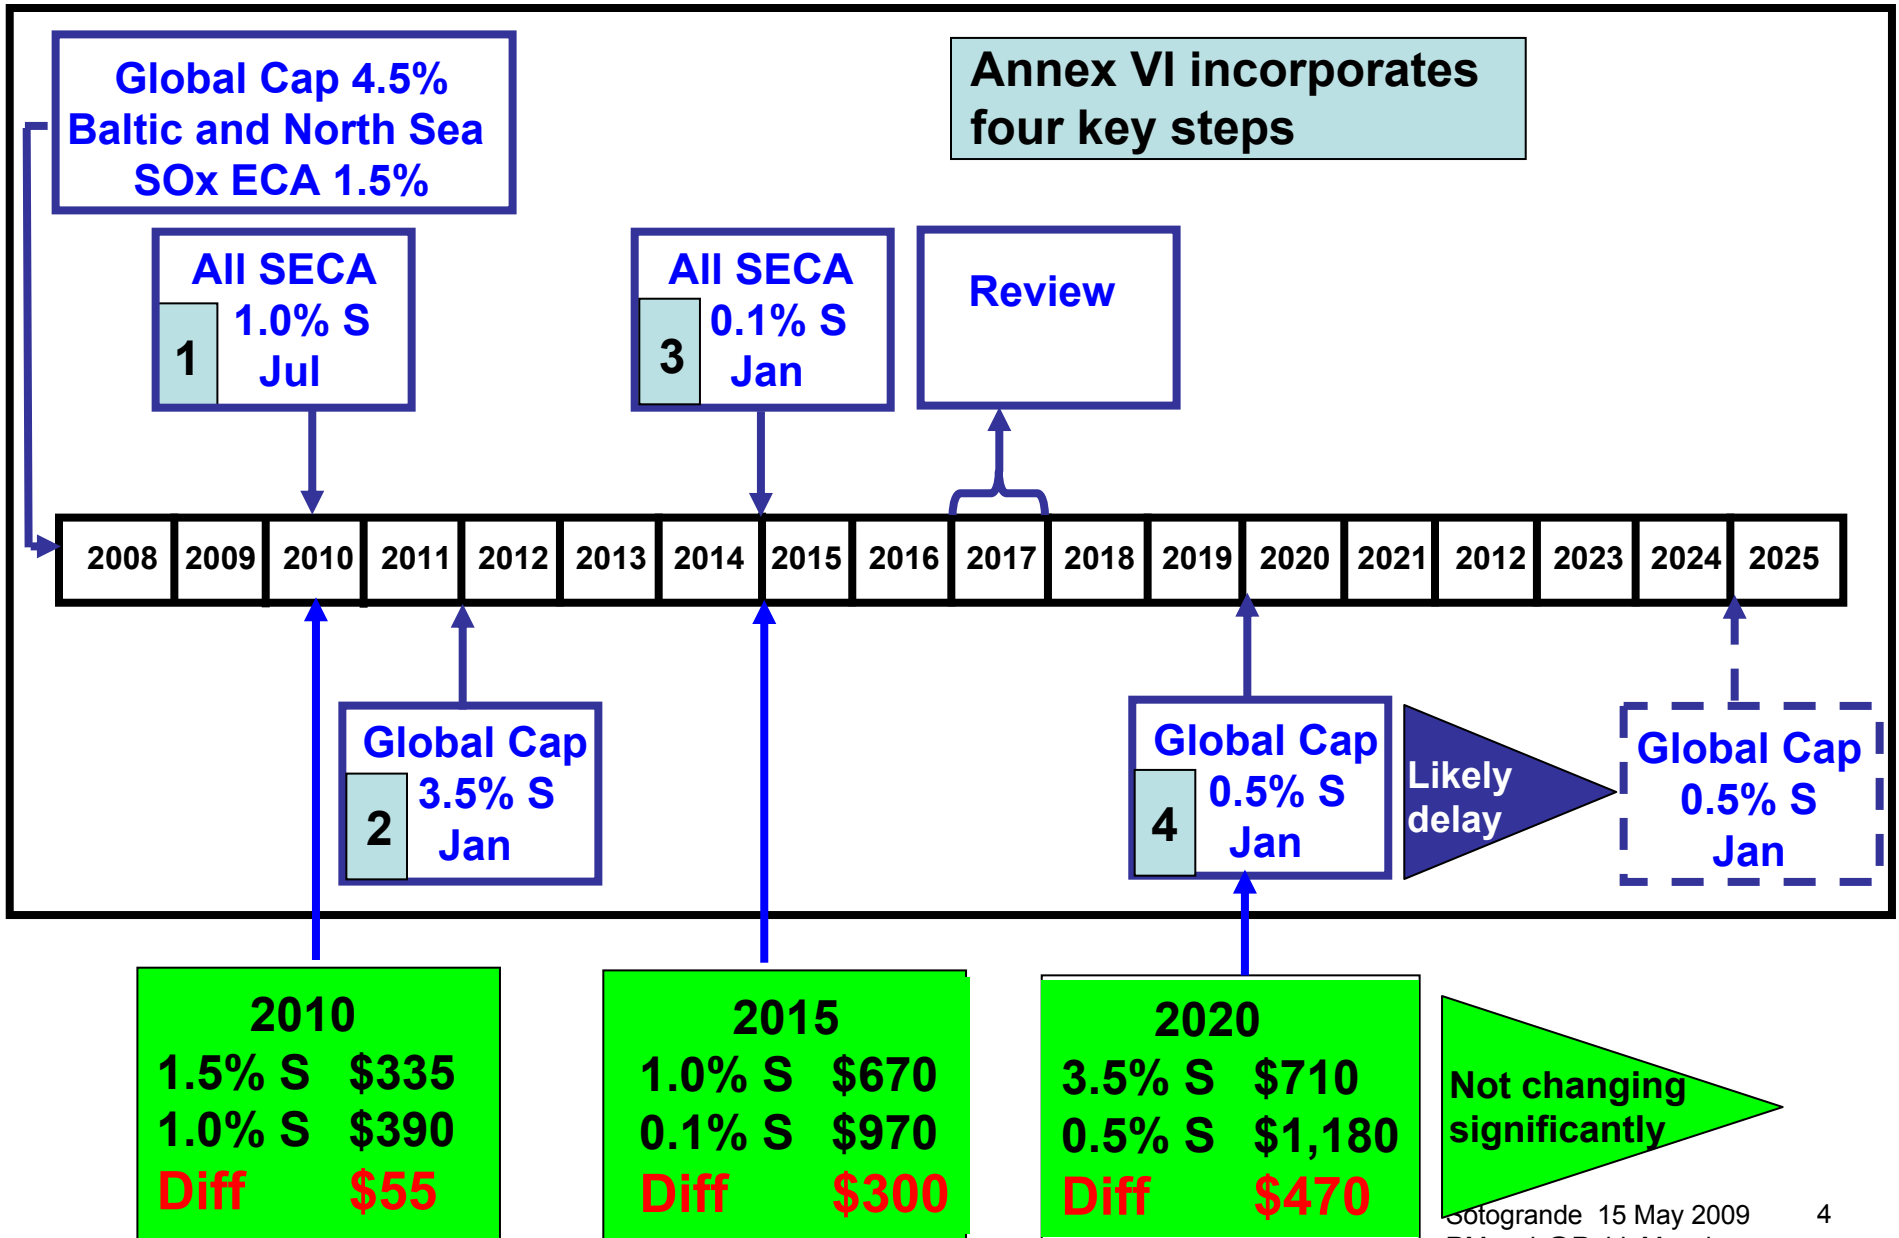 Global Cap 4.5%
Baltic and North Sea
SOx ECA 1.5%
Annex VI incorporates
four key steps
All SECA
1.0% S
Jul
1
All SECA
0.1% S
Jan
3
Review
2008 2009 2010 2011 2012 2013 2014 2015 2016 2017 2018 2019 2020 2021 2012 2023 2024 2025
Global Cap
3.5% S
Jan
2
Global Cap
0.5% S
Jan
4
Likely
delay
Global Cap
0.5% S
Jan
2010
1.5% S $335
1.0% S $390
Diff $55
2015
1.0% S $670
0.1% S $970
Diff $300
2020
3.5% S $710
0.5% S $1,180
Diff $470
Not changing
significantly
Sotogrande 15 May 2009 4